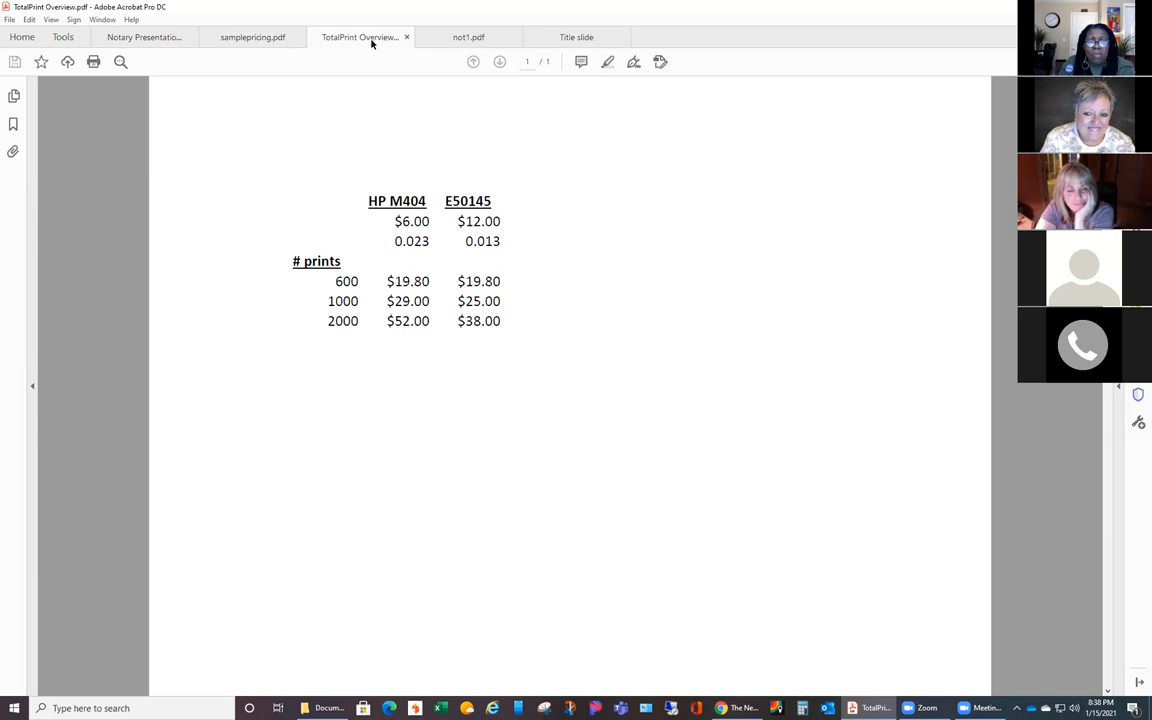 TotalPrint Overview.pdf - Adobe Acrobat Pro DC
File Edit View Sign Window Help
Home Tools Notary Presentatio... samplepricing.pdf TotalPrint Overview... × not1.pdf Title slide
1 / 1
HP M404 E50145
$6.00 $12.00
0.023 0.013
# prints
600 $19.80 $19.80
1000 $29.00 $25.00
2000 $52.00 $38.00
Type here to search Docum... The Ne... TotalPri... Zoom Meetin... 8:38 PM
1/15/2021